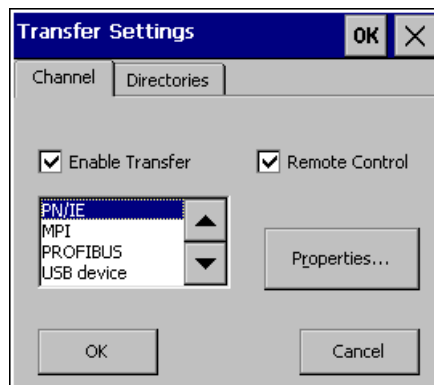 Transfer Settings OK
Channel Directories
Enable Transfer Remote Control
PN/IE
MPI
PROFIBUS
USB device
Properties...
OK Cancel